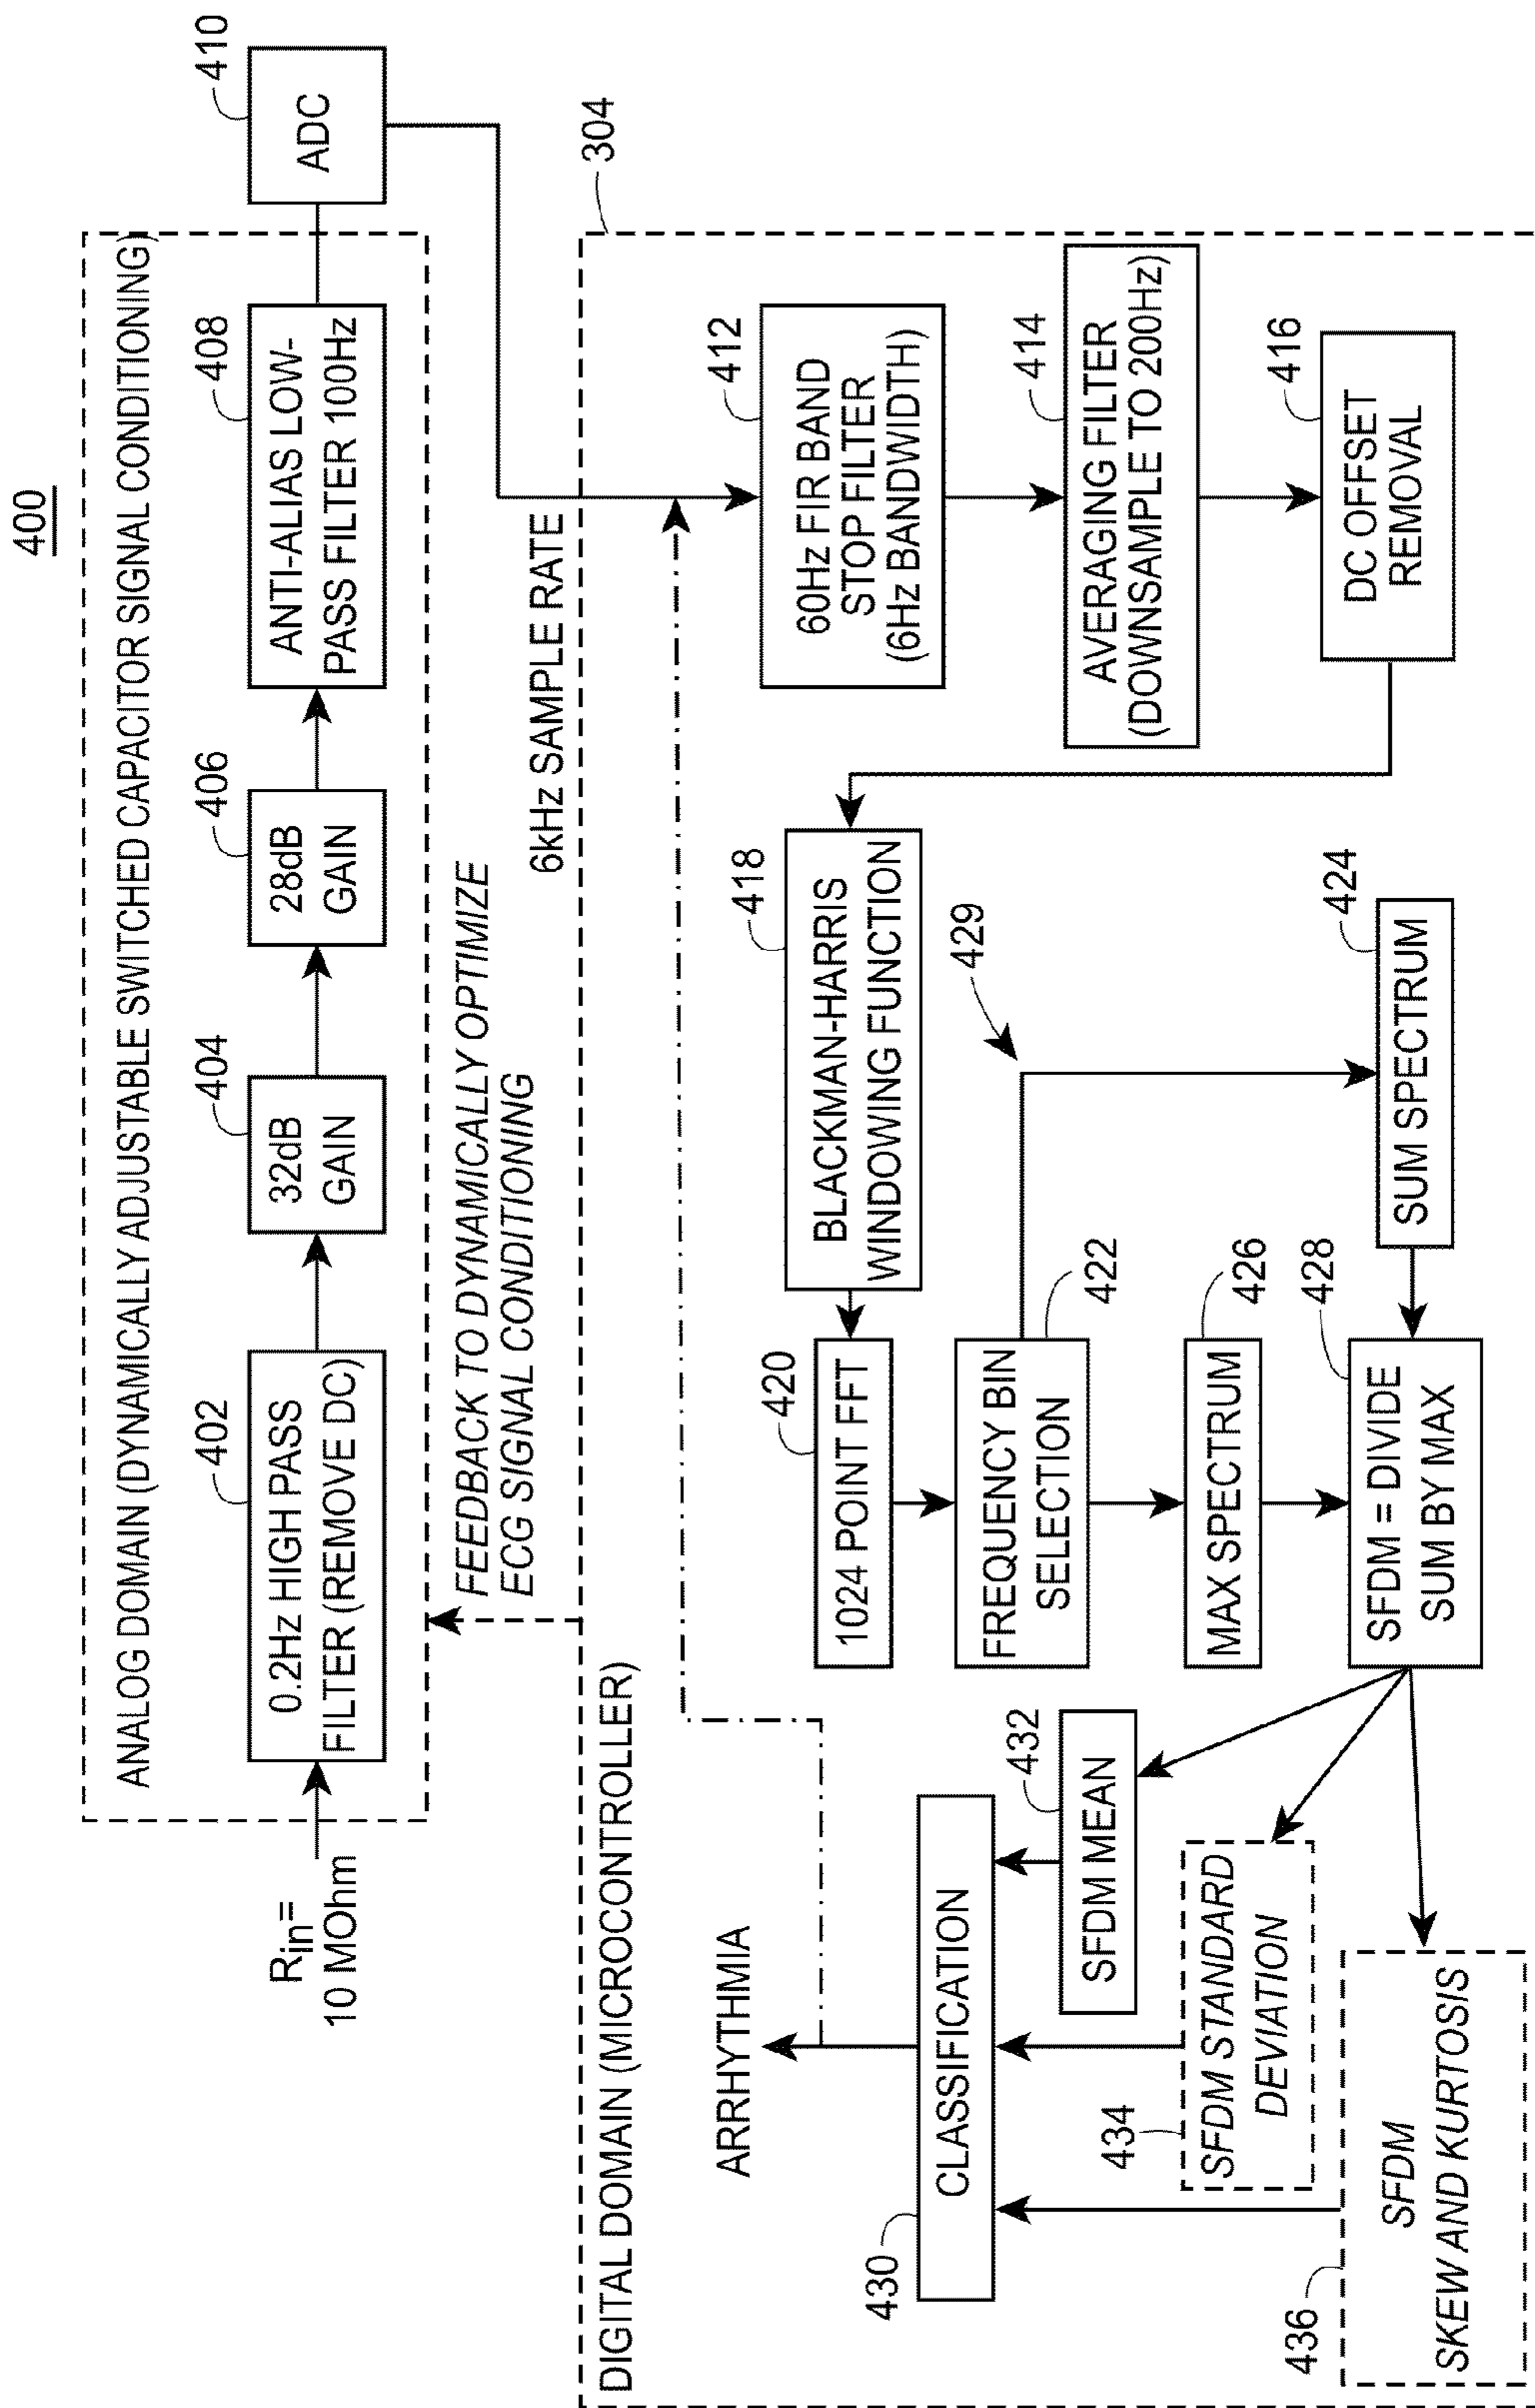 400
ANALOG DOMAIN (DYNAMICALLY ADJUSTABLE SWITCHED CAPACITOR SIGNAL CONDITIONING)
Rin=
10 MOhm
402
0.2Hz HIGH PASS
FILTER (REMOVE DC)
404
32dB
GAIN
406
28dB
GAIN
408
ANTI-ALIAS LOW-
PASS FILTER 100Hz
410
ADC
FEEDBACK TO DYNAMICALLY OPTIMIZE
ECG SIGNAL CONDITIONING
6kHz SAMPLE RATE
304
DIGITAL DOMAIN (MICROCONTROLLER)
412
60Hz FIR BAND
STOP FILTER
(6Hz BANDWIDTH)
414
AVERAGING FILTER
(DOWNSAMPLE TO 200Hz)
416
DC OFFSET
REMOVAL
418
BLACKMAN-HARRIS
WINDOWING FUNCTION
420
1024 POINT FFT
422
FREQUENCY BIN
SELECTION
429
424
SUM SPECTRUM
426
MAX SPECTRUM
428
SFDM = DIVIDE
SUM BY MAX
432
SFDM MEAN
434
SFDM STANDARD
DEVIATION
436
SFDM
SKEW AND KURTOSIS
430
CLASSIFICATION
ARRHYTHMIA